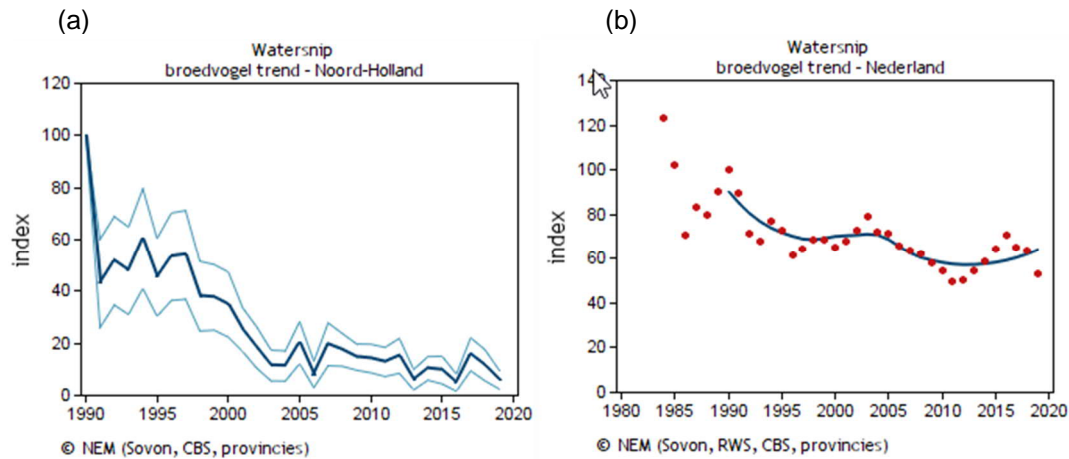 (a)
Watersnip
broedvogel trend - Noord-Holland
120
100
80
60
40
20
0
index
1990 1995 2000 2005 2010 2015 2020
© NEM (Sovon, CBS, provincies)
(b)
Watersnip
broedvogel trend - Nederland
140
120
100
80
60
40
20
0
index
1980 1985 1990 1995 2000 2005 2010 2015 2020
© NEM (Sovon, RWS, CBS, provincies)